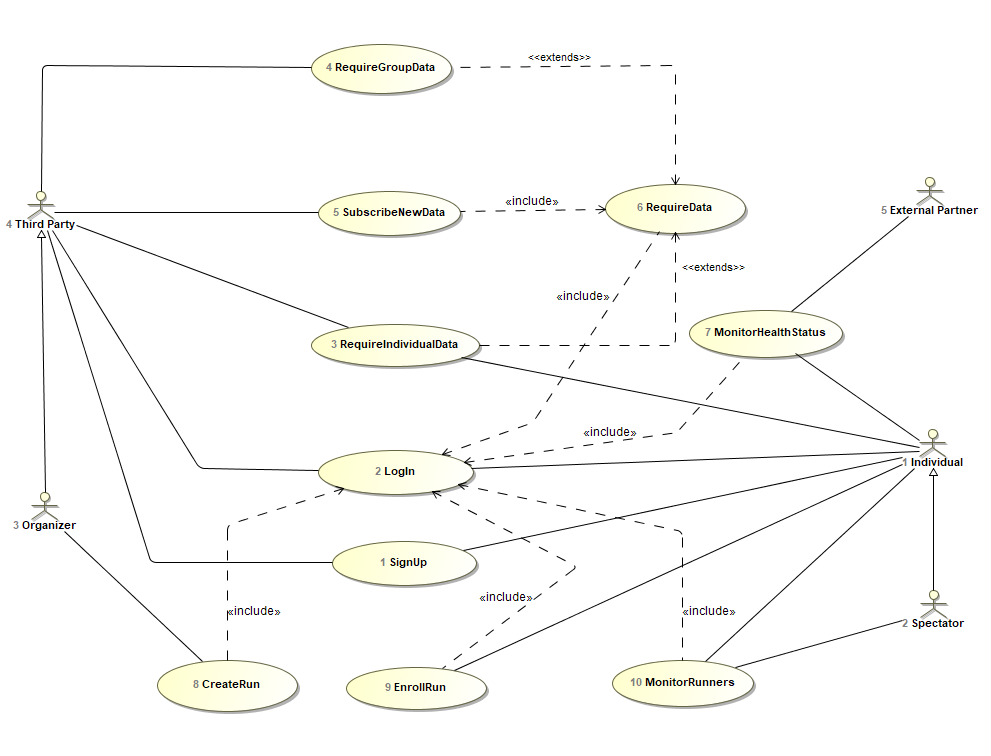 <<extends>>
4 RequireGroupData
«include»
5 SubscribeNewData
6 RequireData
5 External Partner
4 Third Party
<<extends>>
«include»
7 MonitorHealthStatus
3 RequireIndividualData
«include»
1 Individual
2 LogIn
3 Organizer
1 SignUp
«include»
«include»
«include»
2 Spectator
8 CreateRun
9 EnrollRun
10 MonitorRunners